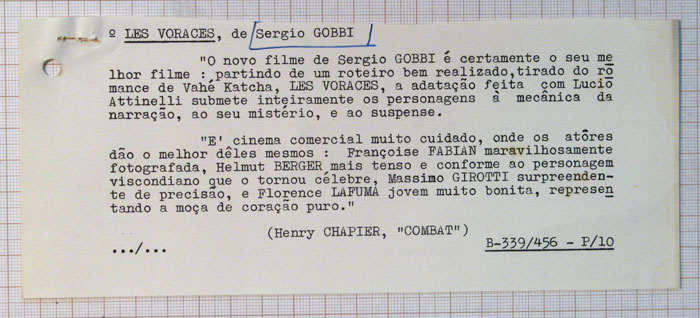 º LES VORACES, de Sergio GOBBI
"O novo filme de Sergio GOBBI é certamente o seu me
lhor filme : partindo de um roteiro bem realizado,tirado do ro
mance de Vahé Katcha, LES VORACES, a adatação feita com Lucio
Attinelli submete inteiramente os personagens à mecânica da
narração, ao seu mistério, e ao suspense.
"E' cinema comercial muito cuidado, onde os atôres
dão o melhor dêles mesmos : Françoise FABIAN maravilhosamente
fotografada, Helmut BERGER mais tenso e conforme ao personagem
viscondiano que o tornou célebre, Massimo GIROTTI surpreenden-
te de precisão, e Florence LAFUMA jovem muito bonita, represen
tando a moça de coração puro."
(Henry CHAPIER, "COMBAT")
.../...
B-339/456 - P/10